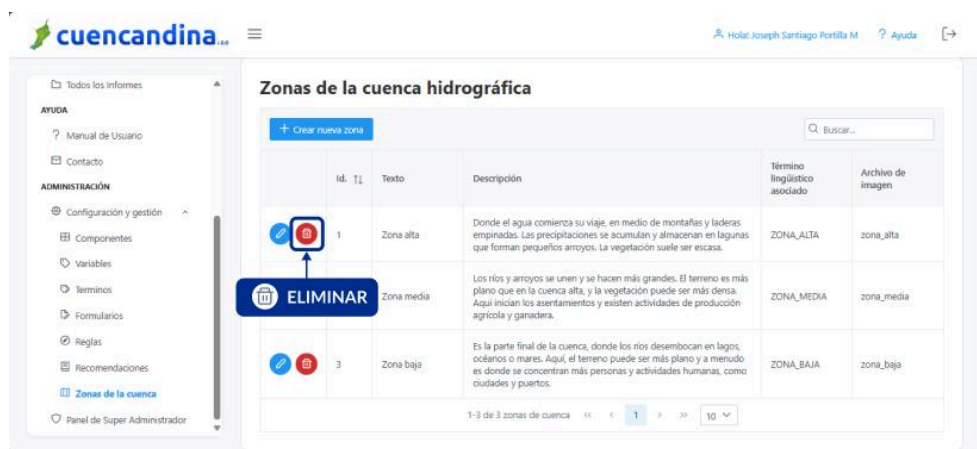 cuencandina
Hola! Joseph Santiago Portilla M
? Ayuda
Todos los Informes
AYUDA
? Manual de Usuario
Contacto
ADMINISTRACIÓN
Configuración y gestión
Componentes
Variables
Terminos
Formularios
Reglas
Recomendaciones
Zonas de la cuenca
Panel de Super Administrador
Zonas de la cuenca hidrográfica
+ Crear nueva zona
Buscar...
Id.
Texto
Descripción
Término
lingüístico
asociado
Archivo de
imagen
1
Zona alta
Donde el agua comienza su viaje, en medio de montañas y laderas
empinadas. Las precipitaciones se acumulan y almacenan en lagunas
que forman pequeños arroyos. La vegetación suele ser escasa.
ZONA_ALTA
zona_alta
ELIMINAR
Zona media
Los ríos y arroyos se unen y se hacen más grandes. El terreno es más
plano que en la cuenca alta, y la vegetación puede ser más densa.
Aquí inician los asentamientos y existen actividades de producción
agrícola y ganadera.
ZONA_MEDIA
zona_media
3
Zona baja
Es la parte final de la cuenca, donde los ríos desembocan en lagos,
océanos o mares. Aquí, el terreno puede ser más plano y a menudo
es donde se concentran más personas y actividades humanas, como
ciudades y puertos.
ZONA_BAJA
zona_baja
1-3 de 3 zonas de cuenca << < 1 > >> 10